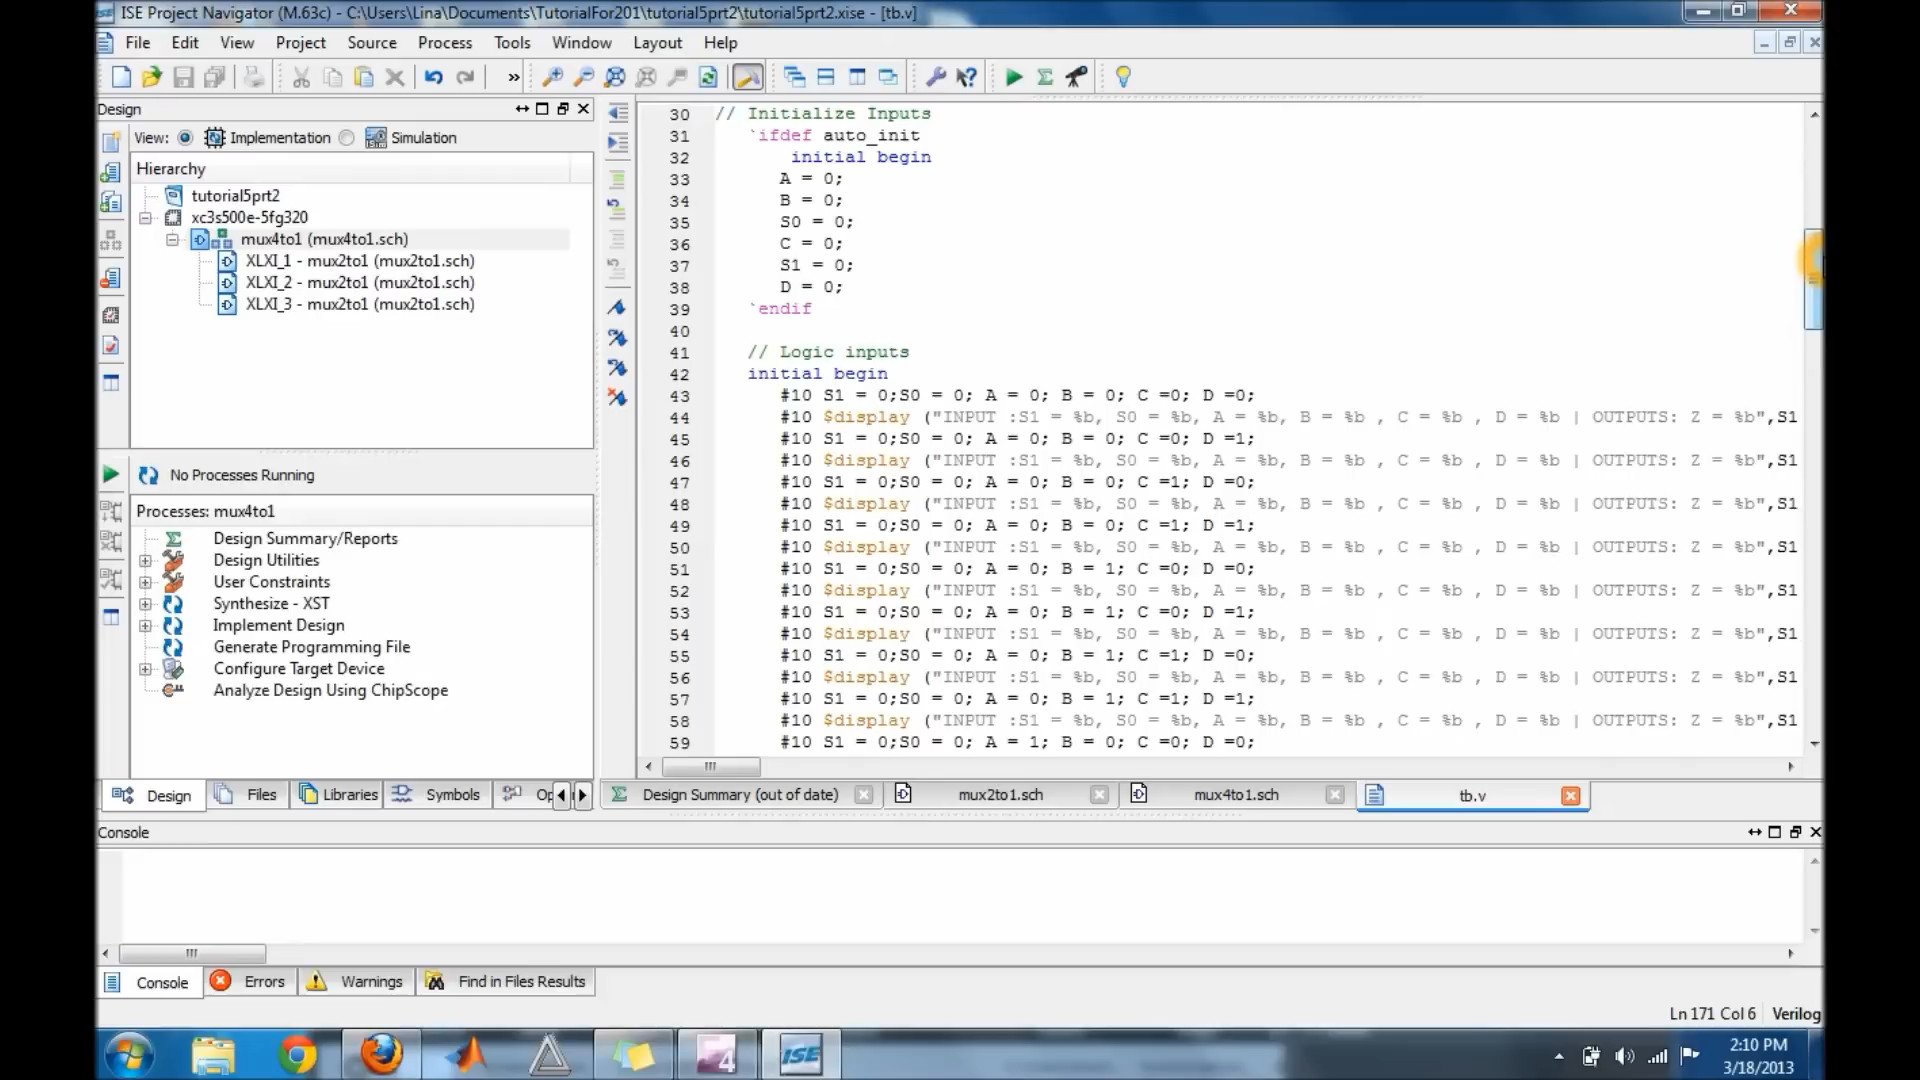 ISE Project Navigator (M.63c) - C:\Users\Lina\Documents\TutorialFor201\tutorial5prt2\tutorial5prt2.xise - [tb.v]
File Edit View Project Source Process Tools Window Layout Help
»
Design
View: Implementation Simulation
Hierarchy
tutorial5prt2
xc3s500e-5fg320
mux4to1 (mux4to1.sch)
XLXI_1 - mux2to1 (mux2to1.sch)
XLXI_2 - mux2to1 (mux2to1.sch)
XLXI_3 - mux2to1 (mux2to1.sch)
No Processes Running
Processes: mux4to1
Design Summary/Reports
Design Utilities
User Constraints
Synthesize - XST
Implement Design
Generate Programming File
Configure Target Device
Analyze Design Using ChipScope
Design Files Libraries Symbols Op
30 // Initialize Inputs
31 `ifdef auto_init
32 initial begin
33 A = 0;
34 B = 0;
35 S0 = 0;
36 C = 0;
37 S1 = 0;
38 D = 0;
39 `endif
40
41 // Logic inputs
42 initial begin
43 #10 S1 = 0;S0 = 0; A = 0; B = 0; C =0; D =0;
44 #10 $display ("INPUT :S1 = %b, S0 = %b, A = %b, B = %b , C = %b , D = %b | OUTPUTS: Z = %b",S1
45 #10 S1 = 0;S0 = 0; A = 0; B = 0; C =0; D =1;
46 #10 $display ("INPUT :S1 = %b, S0 = %b, A = %b, B = %b , C = %b , D = %b | OUTPUTS: Z = %b",S1
47 #10 S1 = 0;S0 = 0; A = 0; B = 0; C =1; D =0;
48 #10 $display ("INPUT :S1 = %b, S0 = %b, A = %b, B = %b , C = %b , D = %b | OUTPUTS: Z = %b",S1
49 #10 S1 = 0;S0 = 0; A = 0; B = 0; C =1; D =1;
50 #10 $display ("INPUT :S1 = %b, S0 = %b, A = %b, B = %b , C = %b , D = %b | OUTPUTS: Z = %b",S1
51 #10 S1 = 0;S0 = 0; A = 0; B = 1; C =0; D =0;
52 #10 $display ("INPUT :S1 = %b, S0 = %b, A = %b, B = %b , C = %b , D = %b | OUTPUTS: Z = %b",S1
53 #10 S1 = 0;S0 = 0; A = 0; B = 1; C =0; D =1;
54 #10 $display ("INPUT :S1 = %b, S0 = %b, A = %b, B = %b , C = %b , D = %b | OUTPUTS: Z = %b",S1
55 #10 S1 = 0;S0 = 0; A = 0; B = 1; C =1; D =0;
56 #10 $display ("INPUT :S1 = %b, S0 = %b, A = %b, B = %b , C = %b , D = %b | OUTPUTS: Z = %b",S1
57 #10 S1 = 0;S0 = 0; A = 0; B = 1; C =1; D =1;
58 #10 $display ("INPUT :S1 = %b, S0 = %b, A = %b, B = %b , C = %b , D = %b | OUTPUTS: Z = %b",S1
59 #10 S1 = 0;S0 = 0; A = 1; B = 0; C =0; D =0;
Design Summary (out of date) mux2to1.sch mux4to1.sch tb.v
Console
Console Errors Warnings Find in Files Results
Ln 171 Col 6 Verilog
4 ISE
2:10 PM
3/18/2013